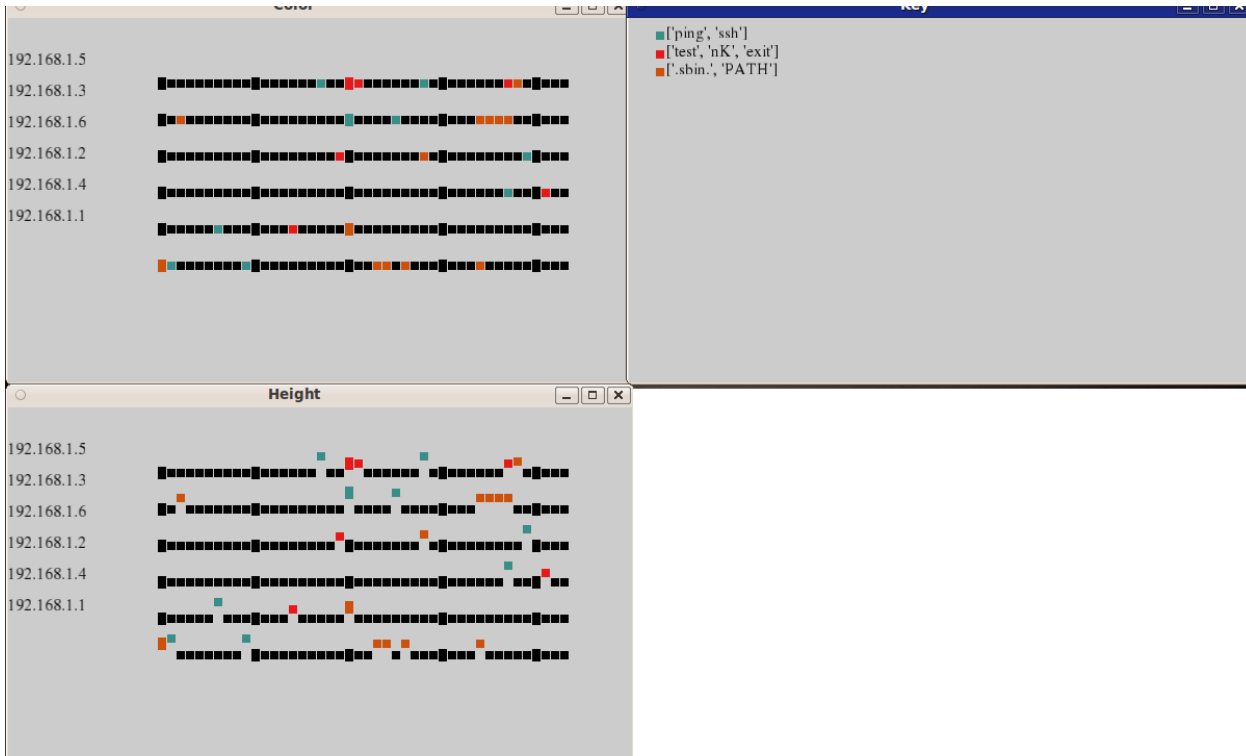 Color
Key
192.168.1.5
192.168.1.3
192.168.1.6
192.168.1.2
192.168.1.4
192.168.1.1
['ping', 'ssh']
['test', 'nK', 'exit']
['.sbin.', 'PATH']
Height
192.168.1.5
192.168.1.3
192.168.1.6
192.168.1.2
192.168.1.4
192.168.1.1